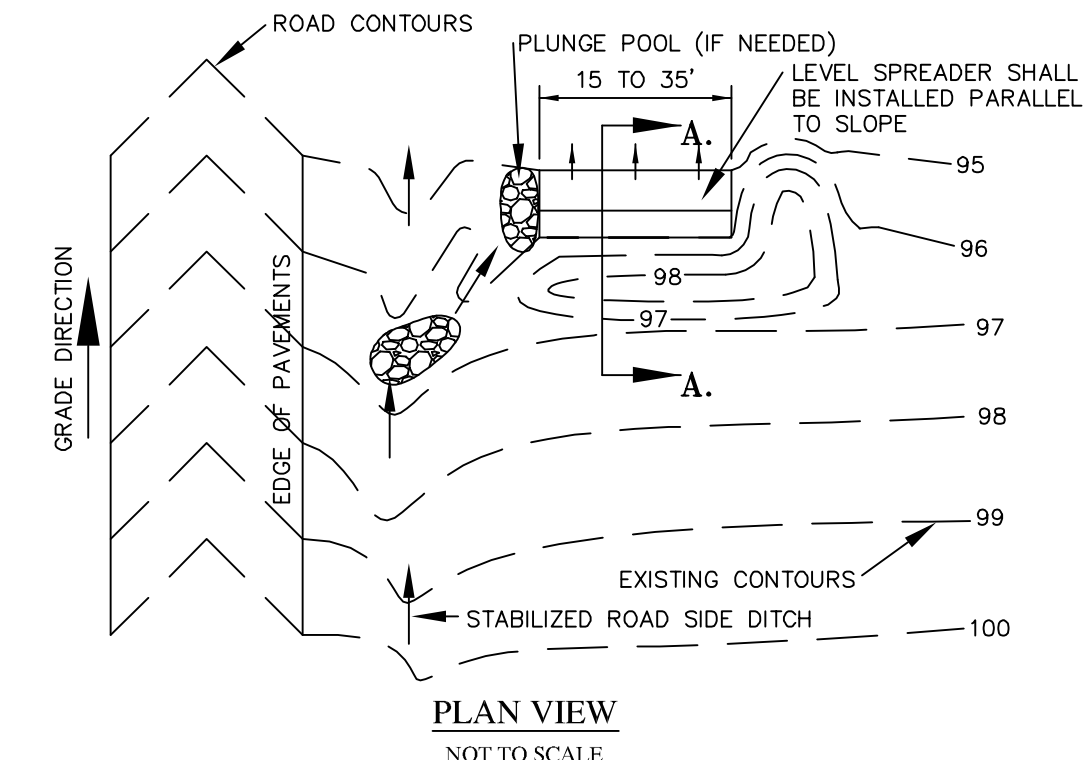 ROAD CONTOURS
PLUNGE POOL (IF NEEDED)
15 TO 35'
LEVEL SPREADER SHALL
BE INSTALLED PARALLEL
TO SLOPE
A.
95
96
98
97
97
A.
98
99
EXISTING CONTOURS
STABILIZED ROAD SIDE DITCH
100
GRADE DIRECTION
EDGE OF PAVEMENTS
PLAN VIEW
NOT TO SCALE